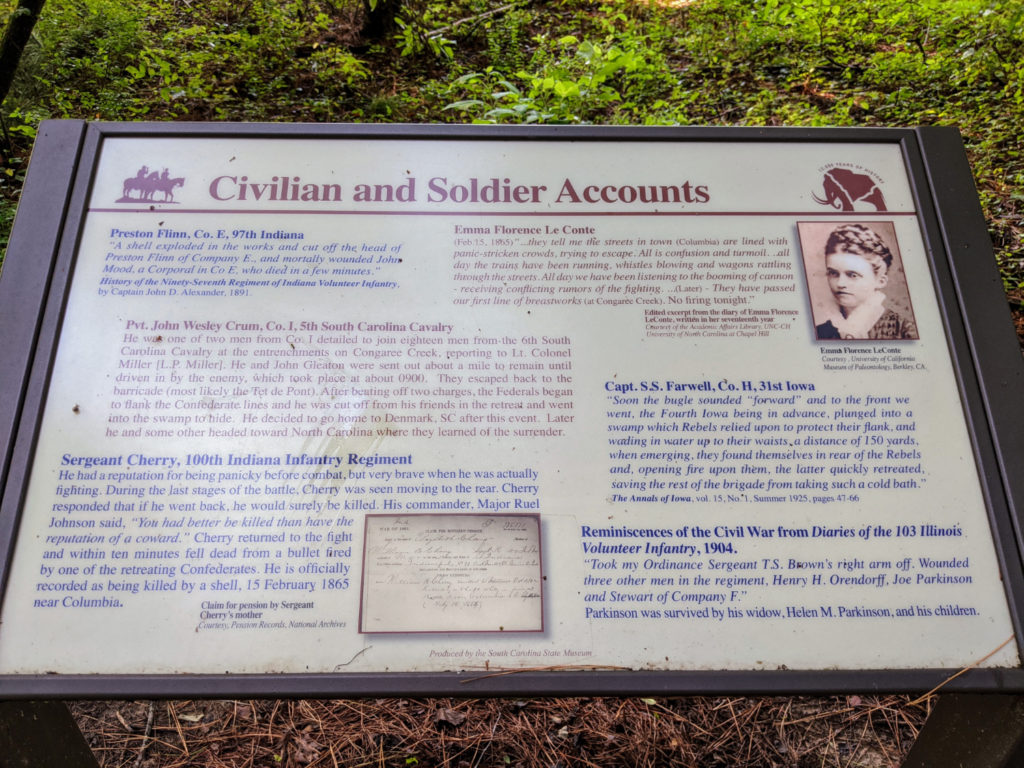 Civilian and Soldier Accounts
12,000 YEARS OF HISTORY
Preston Flinn, Co. E, 97th Indiana
"A shell exploded in the works and cut off the head of
Preston Flinn of Company E., and mortally wounded John
Mood, a Corporal in Co E, who died in a few minutes."
History of the Ninety-Seventh Regiment of Indiana Volunteer Infantry,
by Captain John D. Alexander, 1891.
Pvt. John Wesley Crum, Co. I, 5th South Carolina Cavalry
He was one of two men from Co. I detailed to join eighteen men from the 6th South
Carolina Cavalry at the entrenchments on Congaree Creek, reporting to Lt. Colonel
Miller [L.P. Miller]. He and John Gleaton were sent out about a mile to remain until
driven in by the enemy, which took place at about 0900). They escaped back to the
barricade (most likely the Tet de Pont). After beating off two charges, the Federals began
to flank the Confederate lines and he was cut off from his friends in the retreat and went
into the swamp to hide. He decided to go home to Denmark, SC after this event. Later
he and some other headed toward North Carolina where they learned of the surrender.
Sergeant Cherry, 100th Indiana Infantry Regiment
He had a reputation for being panicky before combat, but very brave when he was actually
fighting. During the last stages of the battle, Cherry was seen moving to the rear. Cherry
responded that if he went back, he would surely be killed. His commander, Major Ruel
Johnson said, "You had better be killed than have the
reputation of a coward." Cherry returned to the fight
and within ten minutes fell dead from a bullet fired
by one of the retreating Confederates. He is officially
recorded as being killed by a shell, 15 February 1865
near Columbia.
Claim for pension by Sergeant
Cherry's mother
Courtesy, Pension Records, National Archives
Emma Florence Le Conte
(Feb 15, 1865) "...they tell me the streets in town (Columbia) are lined with
panic-stricken crowds, trying to escape. All is confusion and turmoil. ...all
day the trains have been running, whistles blowing and wagons rattling
through the streets. All day we have been listening to the booming of cannon
- receiving conflicting rumors of the fighting. ...(Later) - They have passed
our first line of breastworks (at Congaree Creek). No firing tonight."
Edited excerpt from the diary of Emma Florence
LeConte, written in her seventeenth year
Courtesy of the Academic Affairs Library, UNC-CH
University of North Carolina at Chapel Hill
Emma Florence LeConte
Courtesy, University of California
Museum of Paleontology, Berkley, CA.
Capt. S.S. Farwell, Co. H, 31st Iowa
"Soon the bugle sounded "forward" and to the front we
went, the Fourth Iowa being in advance, plunged into a
swamp which Rebels relied upon to protect their flank, and
wading in water up to their waists, a distance of 150 yards,
when emerging, they found themselves in rear of the Rebels
and, opening fire upon them, the latter quickly retreated,
saving the rest of the brigade from taking such a cold bath."
The Annals of Iowa, vol. 15, No. 1, Summer 1925, pages 47-66
Reminiscences of the Civil War from Diaries of the 103 Illinois
Volunteer Infantry, 1904.
"Took my Ordinance Sergeant T.S. Brown's right arm off. Wounded
three other men in the regiment, Henry H. Orendorff, Joe Parkinson
and Stewart of Company F."
Parkinson was survived by his widow, Helen M. Parkinson, and his children.
Produced by the South Carolina State Museum